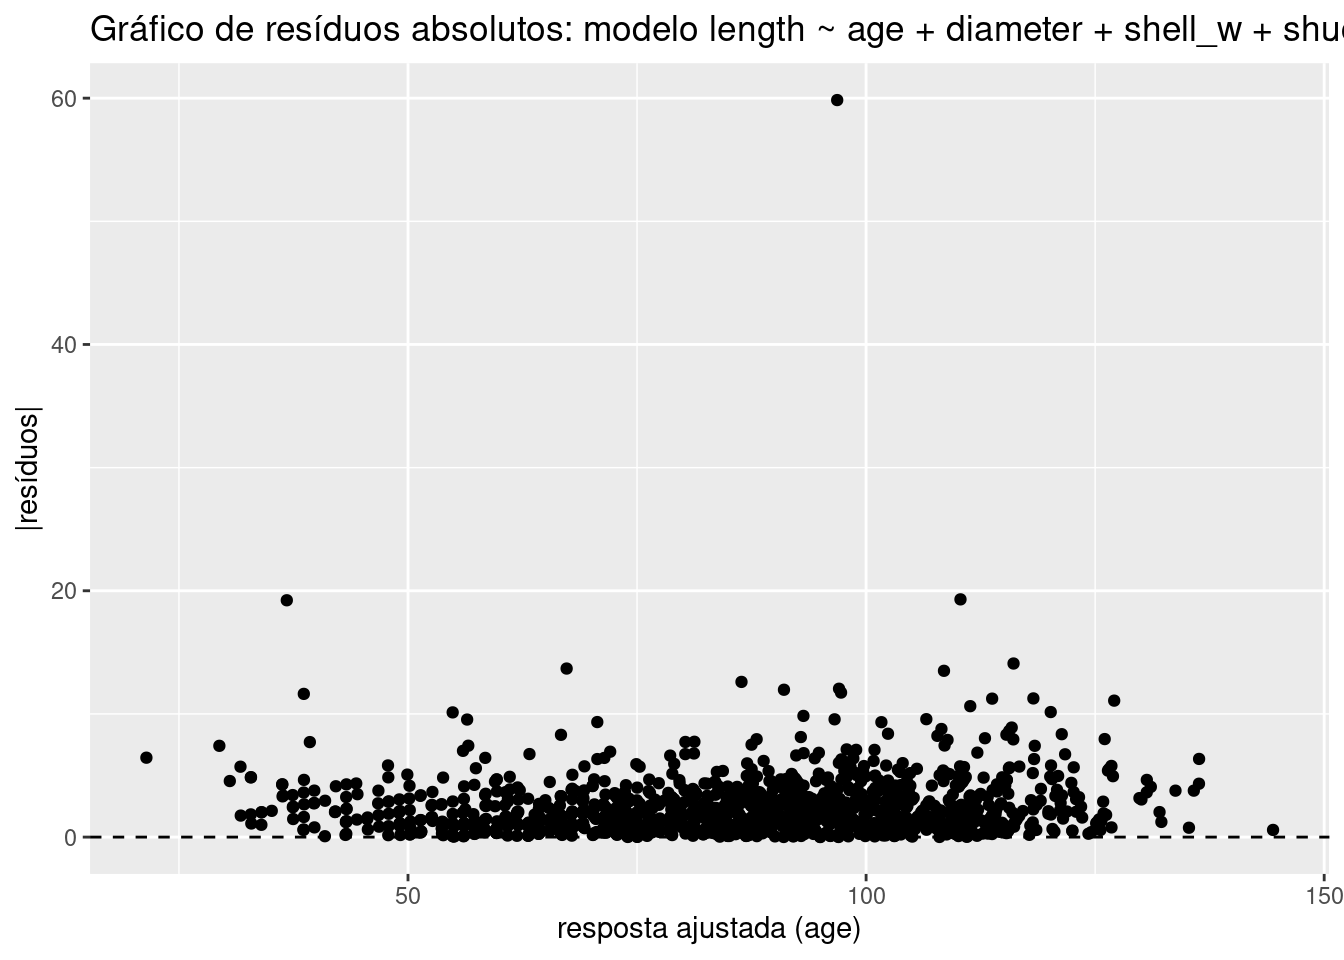 Gráfico de resíduos absolutos: modelo length ~ age + diameter + shell_w +
60
40
20
0
|resíduos|
50
100
150
resposta ajustada (age)